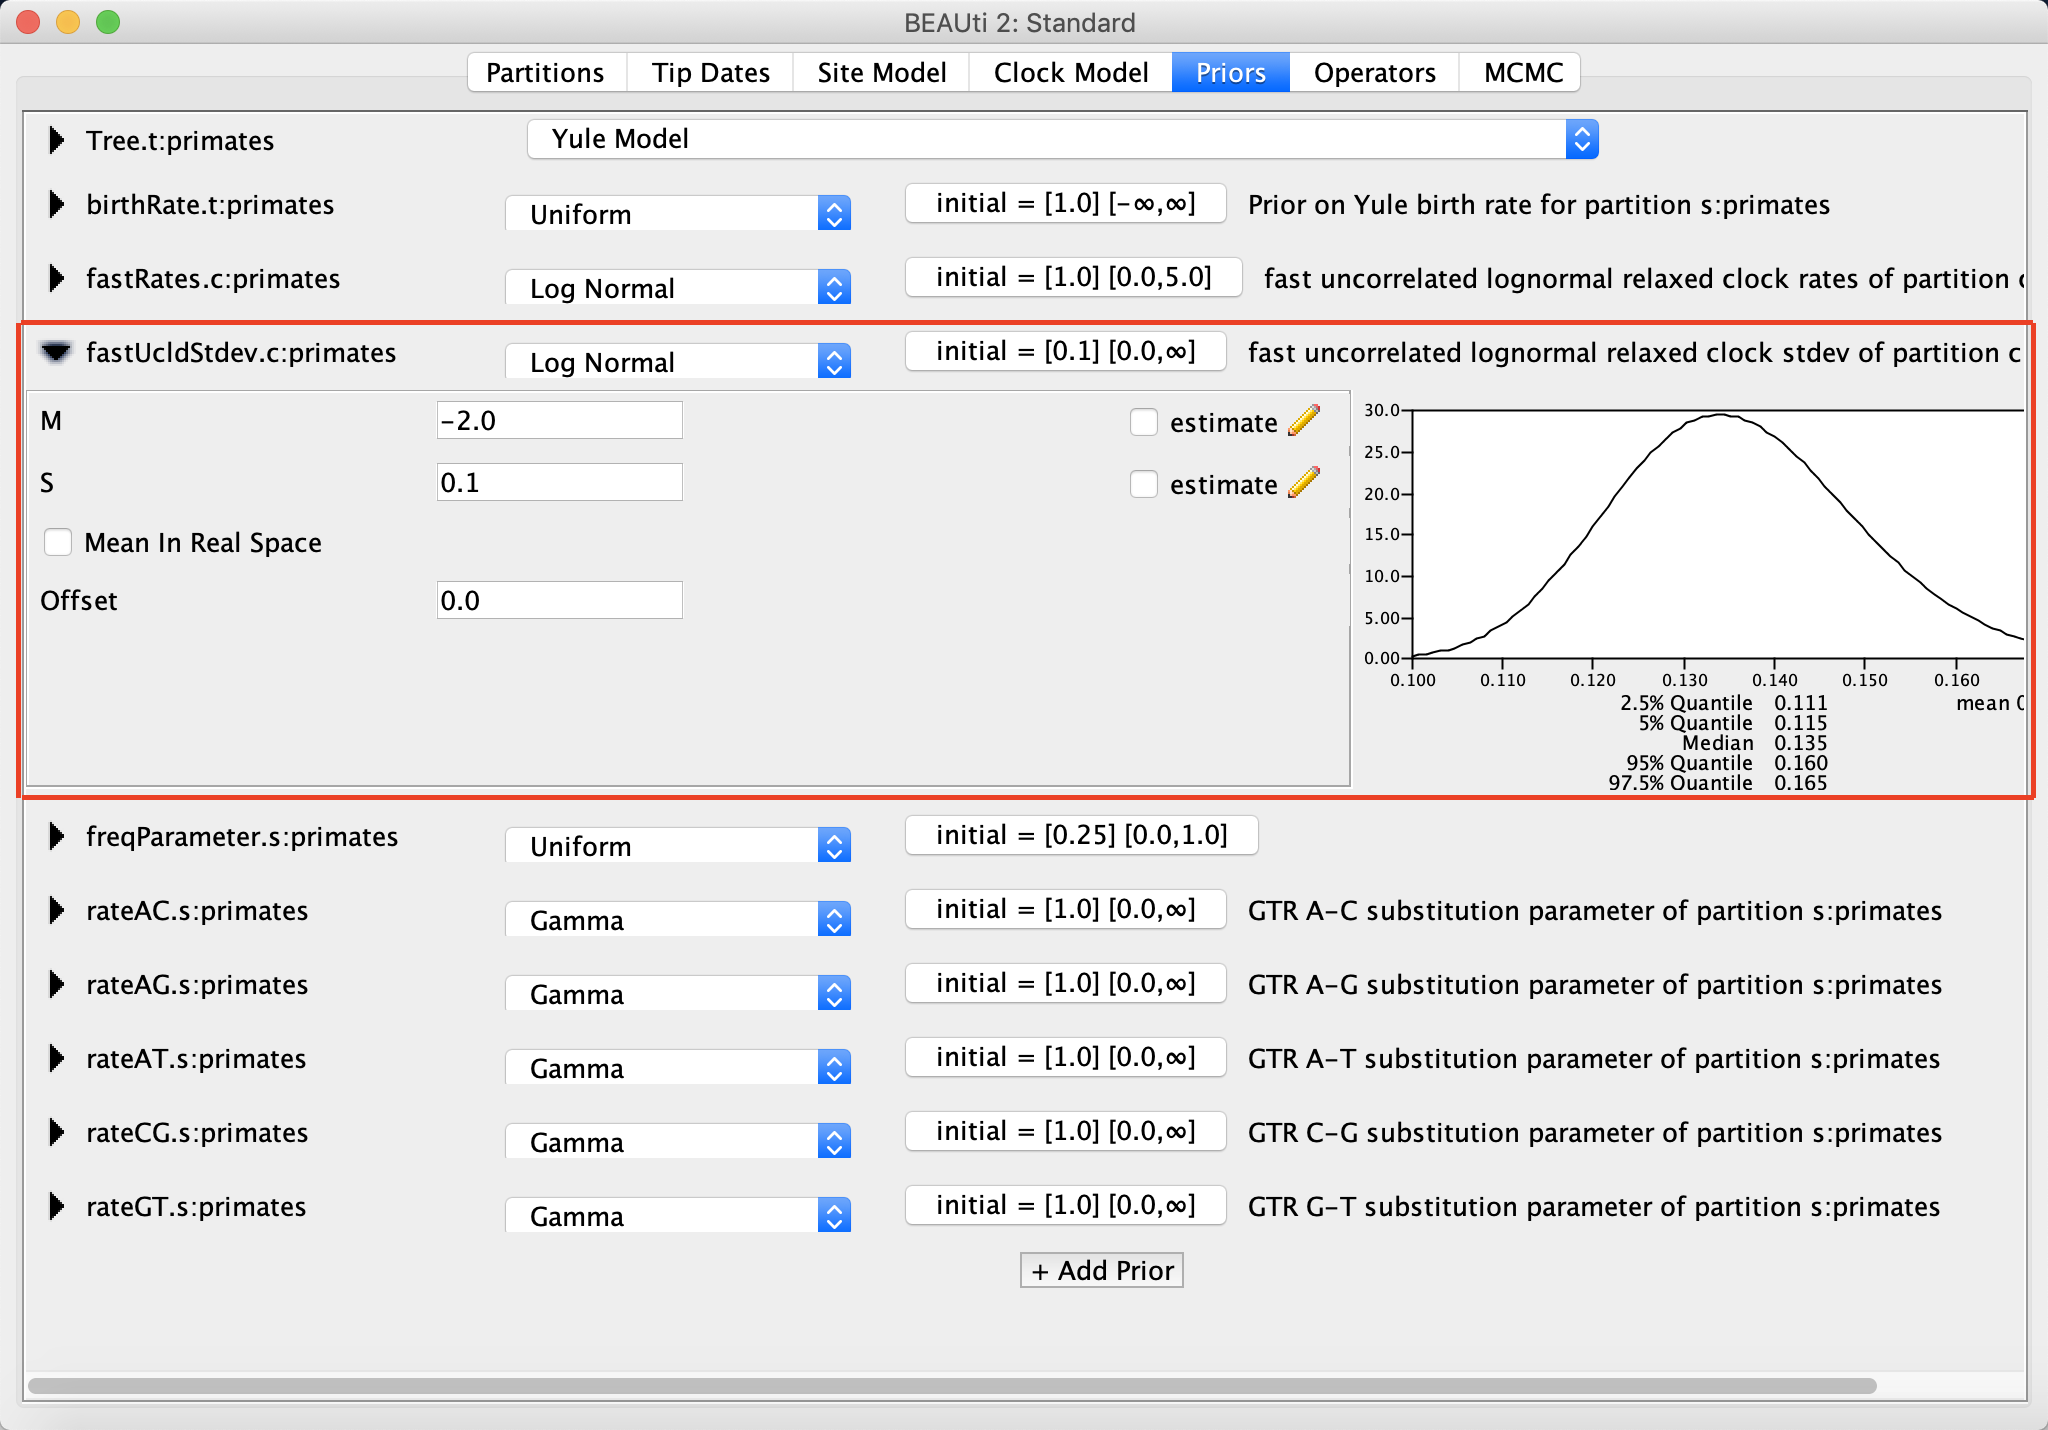 BEAUti 2: Standard
Partitions Tip Dates Site Model Clock Model Priors Operators MCMC
Tree.t:primates Yule Model
birthRate.t:primates Uniform initial = [1.0] [-∞,∞] Prior on Yule birth rate for partition s:primates
fastRates.c:primates Log Normal initial = [1.0] [0.0,5.0] fast uncorrelated lognormal relaxed clock rates of partition c
fastUcldStdev.c:primates Log Normal initial = [0.1] [0.0,∞] fast uncorrelated lognormal relaxed clock stdev of partition c
M -2.0 estimate
S 0.1 estimate
Mean In Real Space
Offset 0.0
30.0
25.0
20.0
15.0
10.0
5.00
0.00
0.100 0.110 0.120 0.130 0.140 0.150 0.160
2.5% Quantile 0.111 mean 0
5% Quantile 0.115
Median 0.135
95% Quantile 0.160
97.5% Quantile 0.165
freqParameter.s:primates Uniform initial = [0.25] [0.0,1.0]
rateAC.s:primates Gamma initial = [1.0] [0.0,∞] GTR A-C substitution parameter of partition s:primates
rateAG.s:primates Gamma initial = [1.0] [0.0,∞] GTR A-G substitution parameter of partition s:primates
rateAT.s:primates Gamma initial = [1.0] [0.0,∞] GTR A-T substitution parameter of partition s:primates
rateCG.s:primates Gamma initial = [1.0] [0.0,∞] GTR C-G substitution parameter of partition s:primates
rateGT.s:primates Gamma initial = [1.0] [0.0,∞] GTR G-T substitution parameter of partition s:primates
+ Add Prior